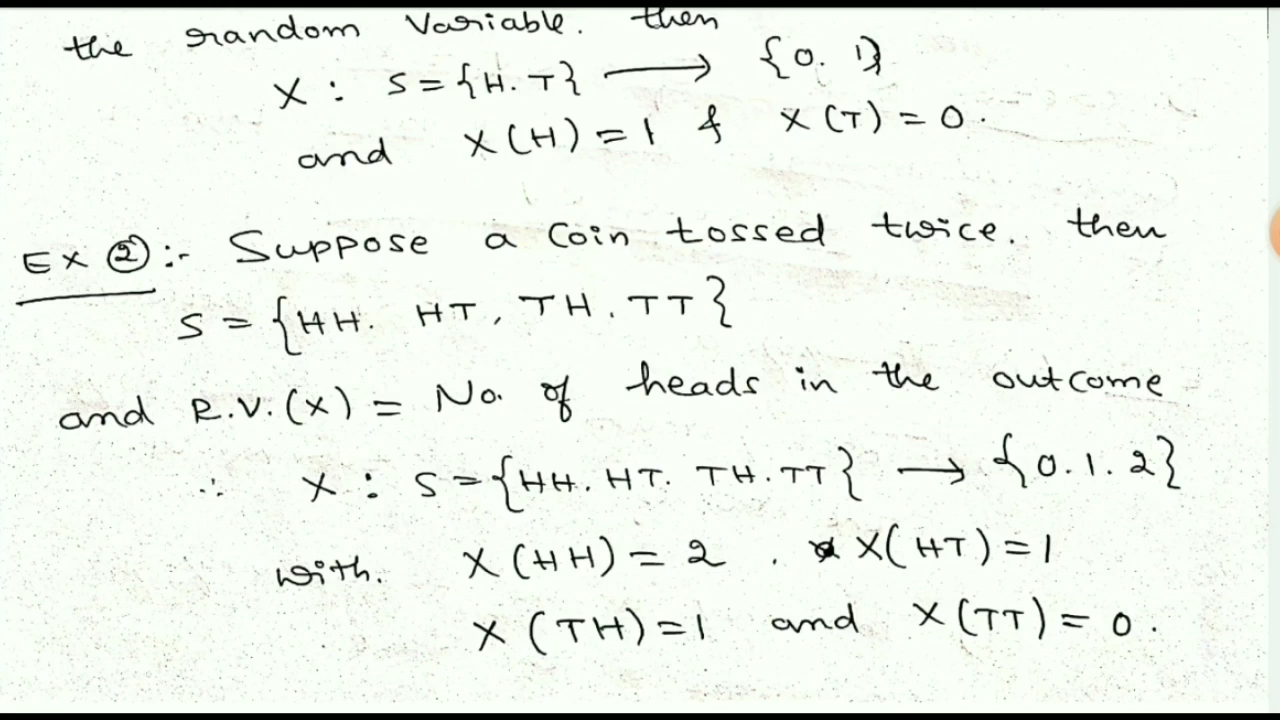 the random Variable. then
X : S = {H. T} ⟶ {0. 1}
and X(H) = 1 & X(T) = 0.
Ex ②:- Suppose a Coin tossed twice. then
S = {HH. HT, TH. TT}
and R.V.(X) = No. of heads in the outcome
∴ X : S = {HH. HT. TH. TT} ⟶ {0. 1. 2}
with. X(HH) = 2 . X(HT) = 1
X (TH) = 1 and X(TT) = 0.